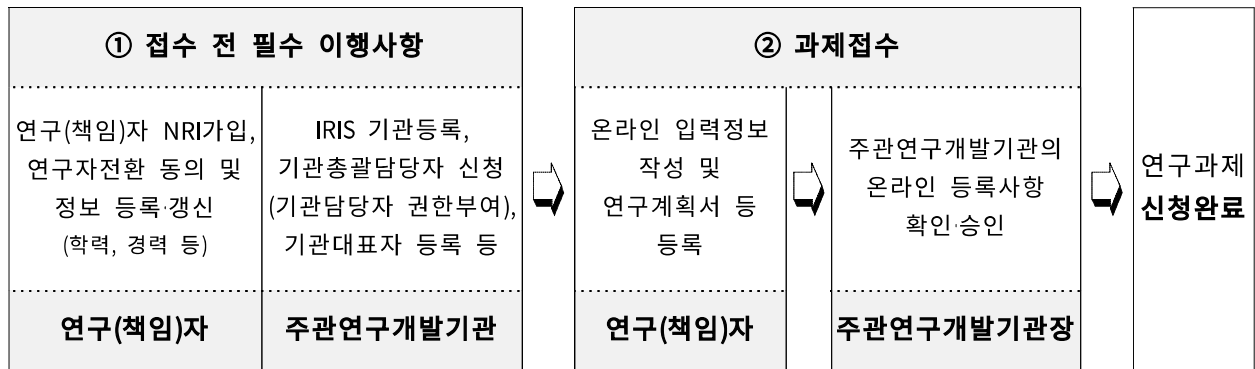 ① 접수 전 필수 이행사항
연구(책임)자 NRI가입,
연구자전환 동의 및
정보 등록·갱신
(학력, 경력 등)
연구(책임)자
IRIS 기관등록,
기관총괄담당자 신청
(기관담당자 권한부여),
기관대표자 등록 등
주관연구개발기관
② 과제접수
온라인 입력정보
작성 및
연구계획서 등
등록
연구(책임)자
주관연구개발기관의
온라인 등록사항
확인·승인
주관연구개발기관장
연구과제
신청완료